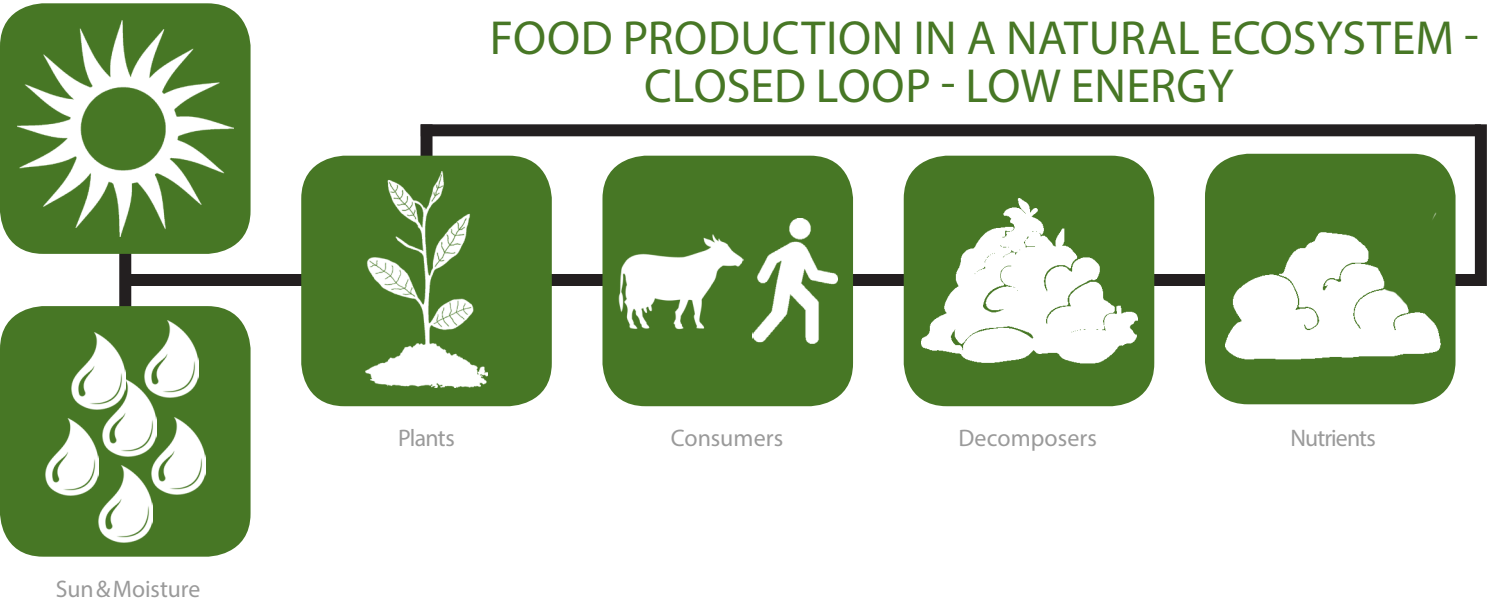 FOOD PRODUCTION IN A NATURAL ECOSYSTEM -
CLOSED LOOP - LOW ENERGY
Plants
Consumers
Decomposers
Nutrients
Sun & Moisture